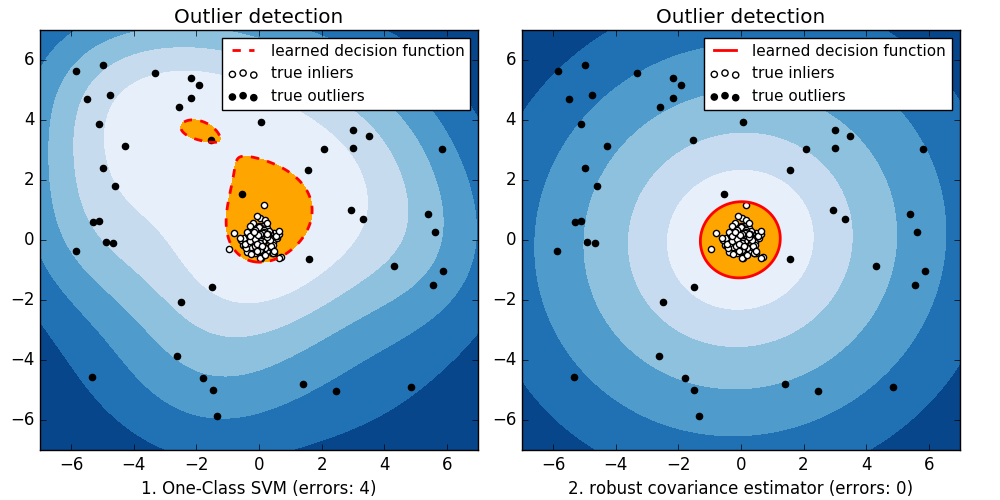 Outlier detection
learned decision function
true inliers
true outliers
6
4
2
0
−2
−4
−6
−6 −4 −2 0 2 4 6
1. One-Class SVM (errors: 4)
Outlier detection
learned decision function
true inliers
true outliers
6
4
2
0
−2
−4
−6
−6 −4 −2 0 2 4 6
2. robust covariance estimator (errors: 0)